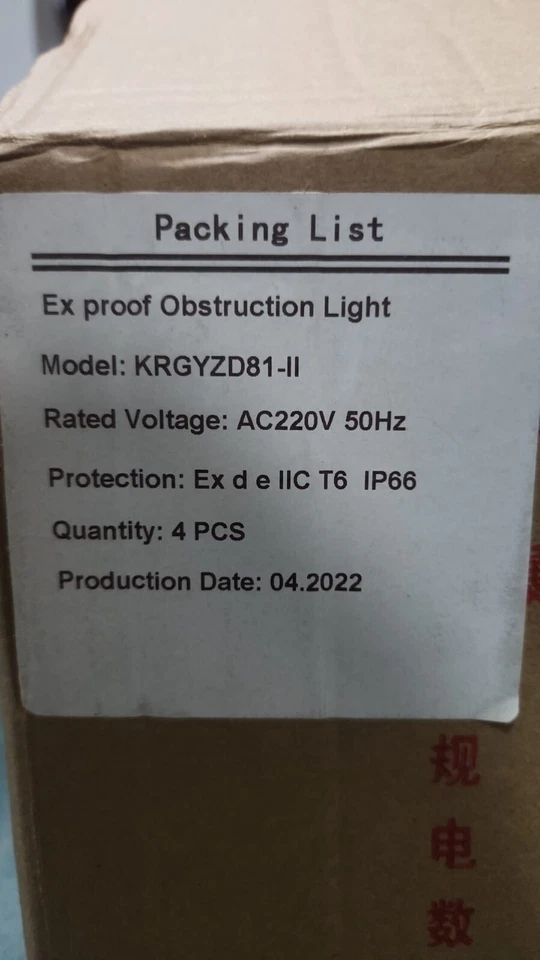 Packing List
Ex proof Obstruction Light
Model: KRGYZD81-II
Rated Voltage: AC220V 50Hz
Protection: Ex d e IIC T6 IP66
Quantity: 4 PCS
Production Date: 04.2022
规
电
数